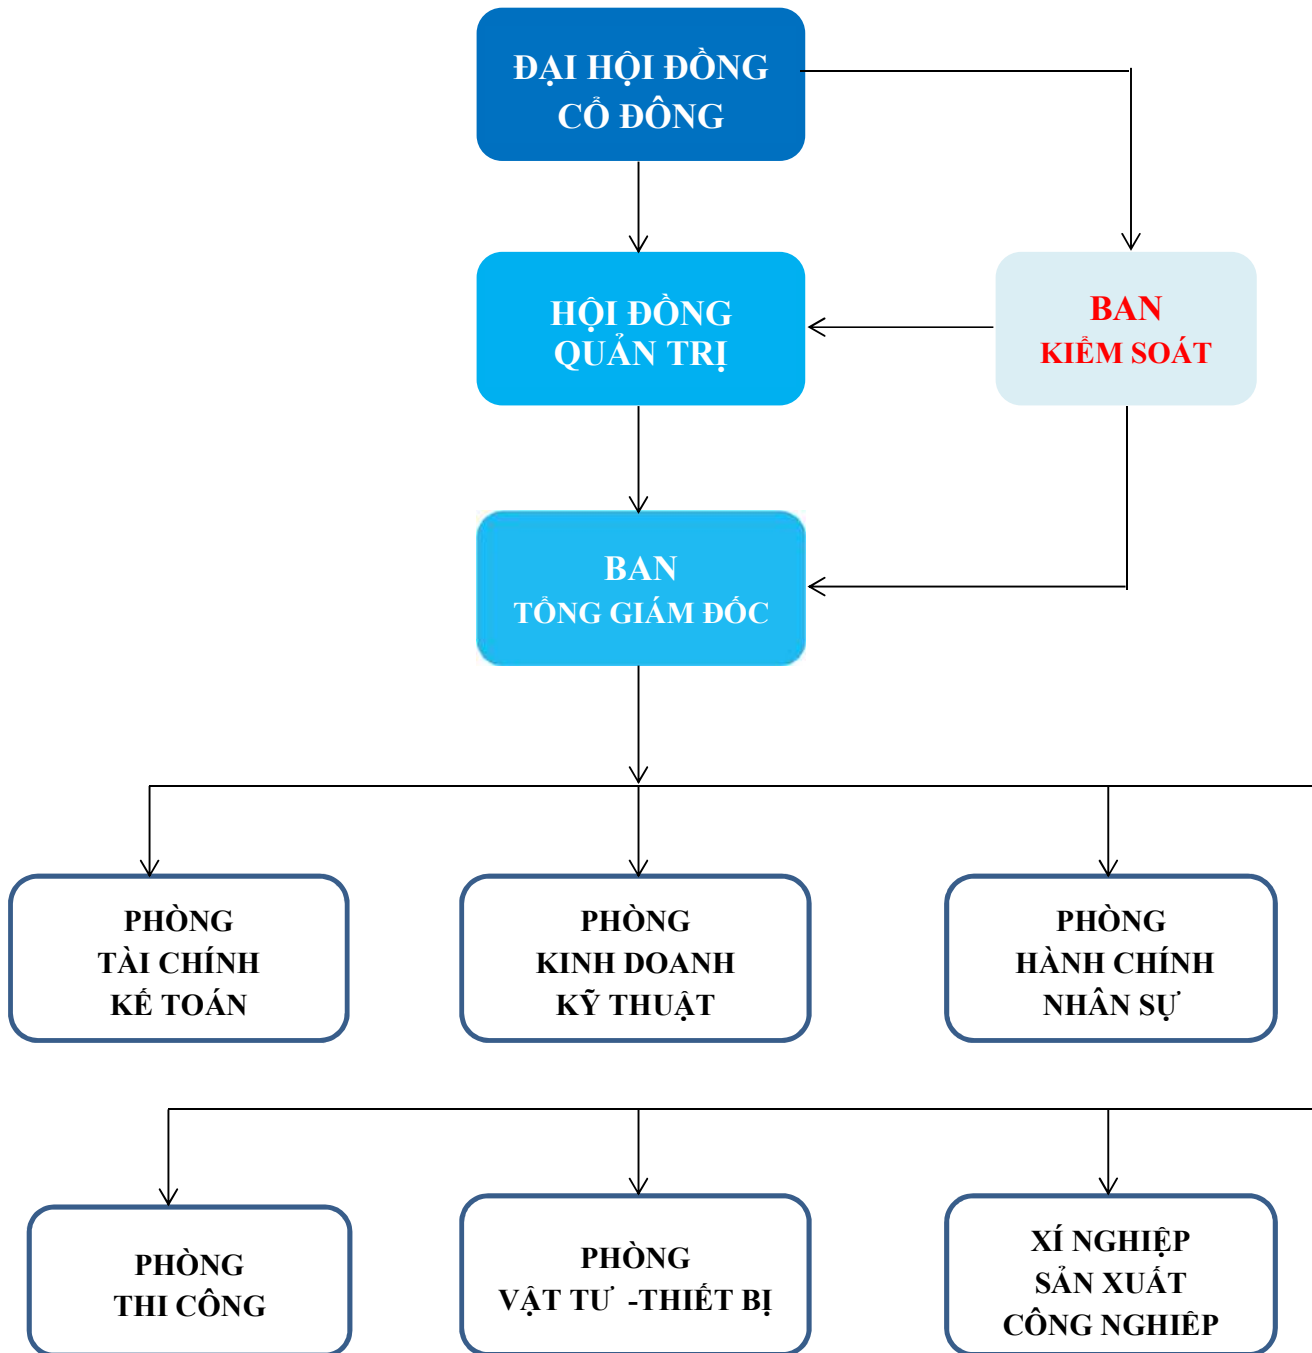 ĐẠI HỘI ĐỒNG
CỔ ĐÔNG
HỘI ĐỒNG
QUẢN TRỊ
BAN
KIỂM SOÁT
BAN
TỔNG GIÁM ĐỐC
PHÒNG
TÀI CHÍNH
KẾ TOÁN
PHÒNG
KINH DOANH
KỸ THUẬT
PHÒNG
HÀNH CHÍNH
NHÂN SỰ
PHÒNG
THI CÔNG
PHÒNG
VẬT TƯ -THIẾT BỊ
XÍ NGHIỆP
SẢN XUẤT
CÔNG NGHIỆP